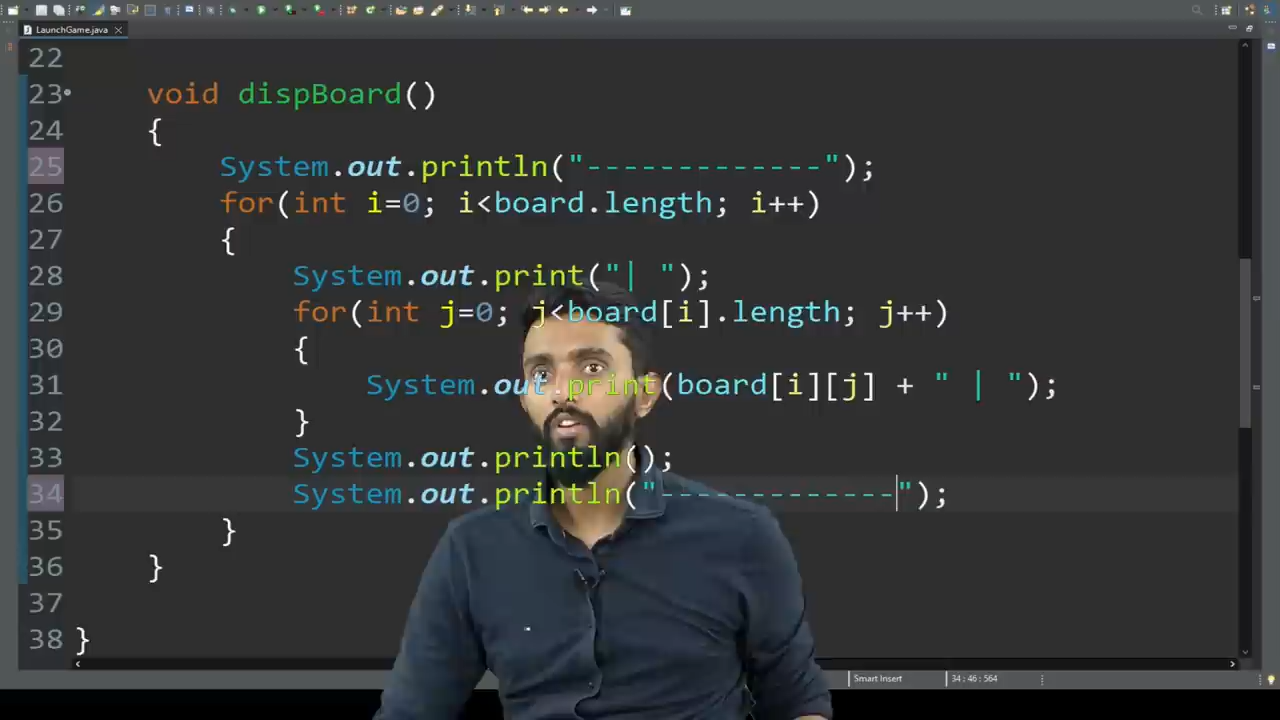 LaunchGame.java
22
23 void dispBoard()
24 {
25 System.out.println("-------------");
26 for(int i=0; i<board.length; i++)
27 {
28 System.out.print("| ");
29 for(int j=0; j<board[i].length; j++)
30 {
31 System.out.print(board[i][j] + " | ");
32 }
33 System.out.println();
34 System.out.println("-------------");
35 }
36 }
37
38 }
Smart Insert 34 : 46 : 564